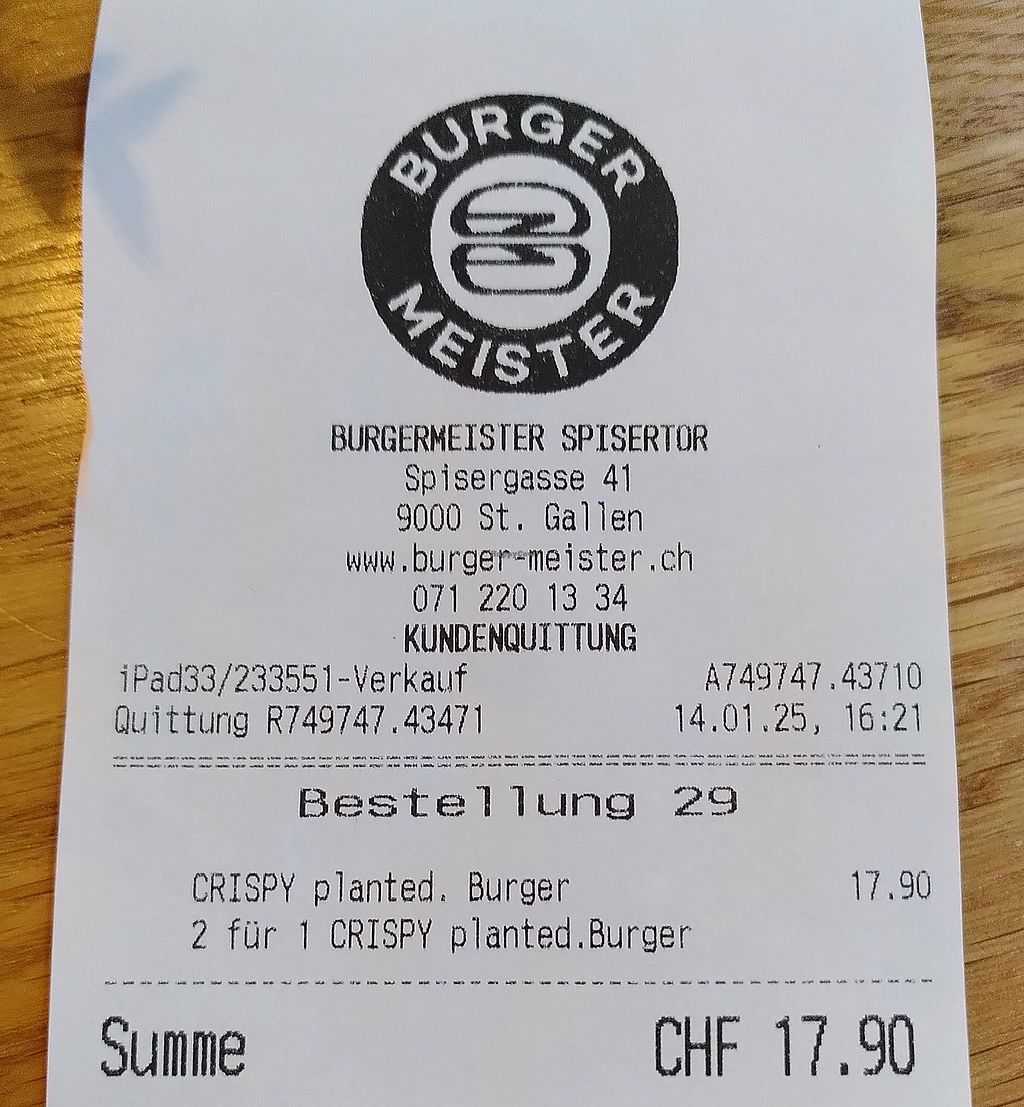 BURGER
MEISTER
BURGERMEISTER SPISERTOR
Spisergasse 41
9000 St. Gallen
www.burger-meister.ch
071 220 13 34
KUNDENQUITTUNG
iPad33/233551-Verkauf A749747.43710
Quittung R749747.43471 14.01.25, 16:21
Bestellung 29
CRISPY planted. Burger 17.90
2 für 1 CRISPY planted.Burger
Summe CHF 17.90